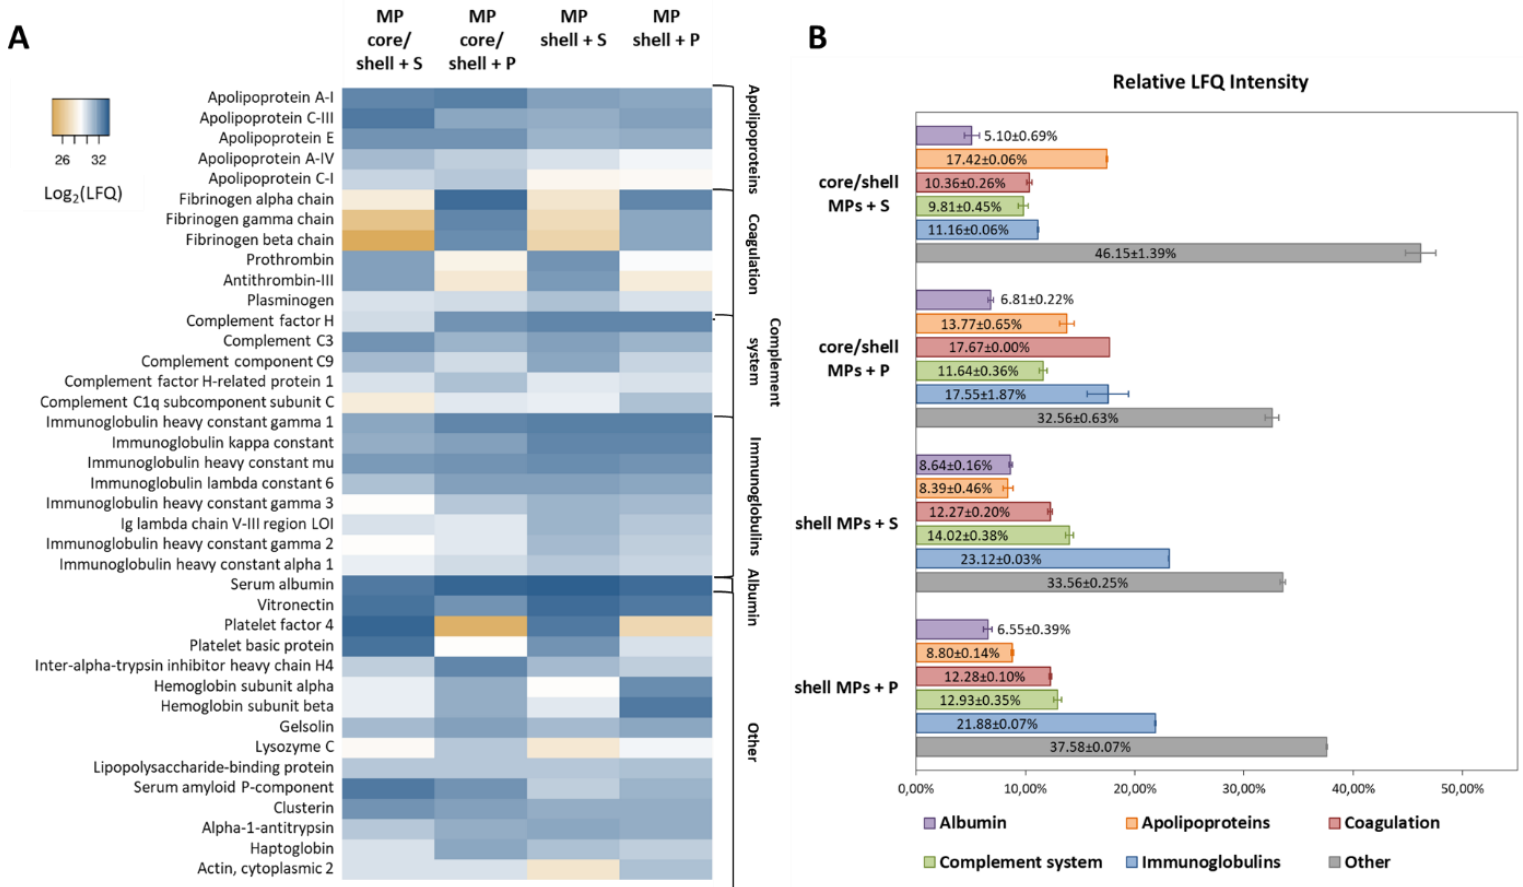 A
MP
core/
shell + S
MP
core/
shell + P
MP
shell + S
MP
shell + P
26 32
Log2(LFQ)
Apolipoprotein A-I
Apolipoprotein C-III
Apolipoprotein E
Apolipoprotein A-IV
Apolipoprotein C-I
Fibrinogen alpha chain
Fibrinogen gamma chain
Fibrinogen beta chain
Prothrombin
Antithrombin-III
Plasminogen
Complement factor H
Complement C3
Complement component C9
Complement factor H-related protein 1
Complement C1q subcomponent subunit C
Immunoglobulin heavy constant gamma 1
Immunoglobulin kappa constant
Immunoglobulin heavy constant mu
Immunoglobulin lambda constant 6
Immunoglobulin heavy constant gamma 3
Ig lambda chain V-III region LOI
Immunoglobulin heavy constant gamma 2
Immunoglobulin heavy constant alpha 1
Serum albumin
Vitronectin
Platelet factor 4
Platelet basic protein
Inter-alpha-trypsin inhibitor heavy chain H4
Hemoglobin subunit alpha
Hemoglobin subunit beta
Gelsolin
Lysozyme C
Lipopolysaccharide-binding protein
Serum amyloid P-component
Clusterin
Alpha-1-antitrypsin
Haptoglobin
Actin, cytoplasmic 2
Apolipoproteins
Coagulation
Complement
system
Immunoglobulins
Albumin
Other
B
Relative LFQ Intensity
core/shell
MPs + S
5.10±0.69%
17.42±0.06%
10.36±0.26%
9.81±0.45%
11.16±0.06%
46.15±1.39%
core/shell
MPs + P
6.81±0.22%
13.77±0.65%
17.67±0.00%
11.64±0.36%
17.55±1.87%
32.56±0.63%
shell MPs + S
8.64±0.16%
8.39±0.46%
12.27±0.20%
14.02±0.38%
23.12±0.03%
33.56±0.25%
shell MPs + P
6.55±0.39%
8.80±0.14%
12.28±0.10%
12.93±0.35%
21.88±0.07%
37.58±0.07%
0,00% 10,00% 20,00% 30,00% 40,00% 50,00%
Albumin Apolipoproteins Coagulation
Complement system Immunoglobulins Other